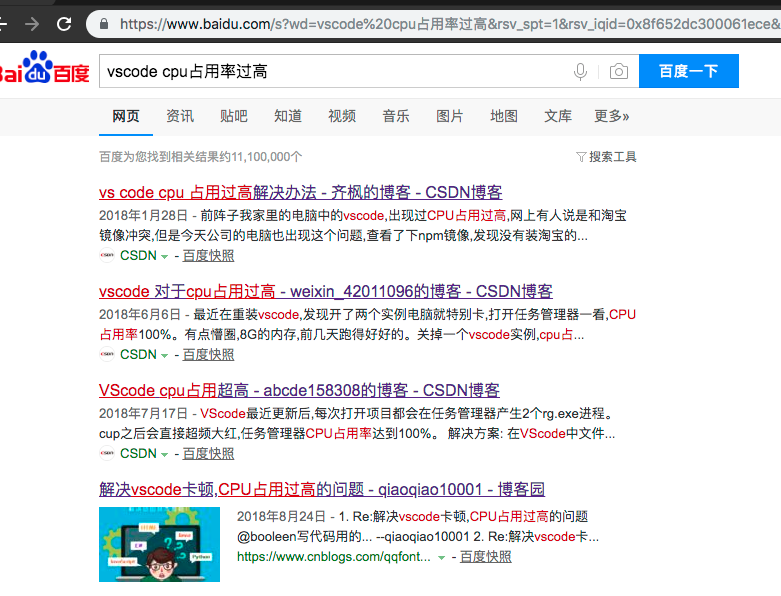 https://www.baidu.com/s?wd=vscode%20cpu占用率过高&rsv_spt=1&rsv_iqid=0x8f652dc300061ece&
Bai du 百度 vscode cpu占用率过高 百度一下
网页 资讯 贴吧 知道 视频 音乐 图片 地图 文库 更多»
百度为您找到相关结果约11,100,000个 搜索工具
vs code cpu 占用过高解决办法 - 齐枫的博客 - CSDN博客
2018年1月28日 - 前阵子我家里的电脑中的vscode,出现过CPU占用过高,网上有人说是和淘宝
镜像冲突,但是今天公司的电脑也出现这个问题,查看了下npm镜像,发现没有装淘宝的...
CSDN CSDN - 百度快照
vscode 对于cpu占用过高 - weixin_42011096的博客 - CSDN博客
2018年6月6日 - 最近在重装vscode,发现开了两个实例电脑就特别卡,打开任务管理器一看,CPU
占用率100%。有点懵圈,8G的内存,前几天跑得好好的。关掉一个vscode实例,cpu占...
CSDN CSDN - 百度快照
VScode cpu占用超高 - abcde158308的博客 - CSDN博客
2018年7月17日 - VScode最近更新后,每次打开项目都会在任务管理器产生2个rg.exe进程。
cup之后会直接超频大红,任务管理器CPU占用率达到100%。 解决方案: 在VScode中文件...
CSDN CSDN - 百度快照
解决vscode卡顿,CPU占用过高的问题 - qiaoqiao10001 - 博客园
2018年8月24日 - 1. Re:解决vscode卡顿,CPU占用过高的问题
@booleen写代码用的... --qiaoqiao10001 2. Re:解决vscode卡...
https://www.cnblogs.com/qqfont... - 百度快照
HTML
Java
C#
Python
JavaScript